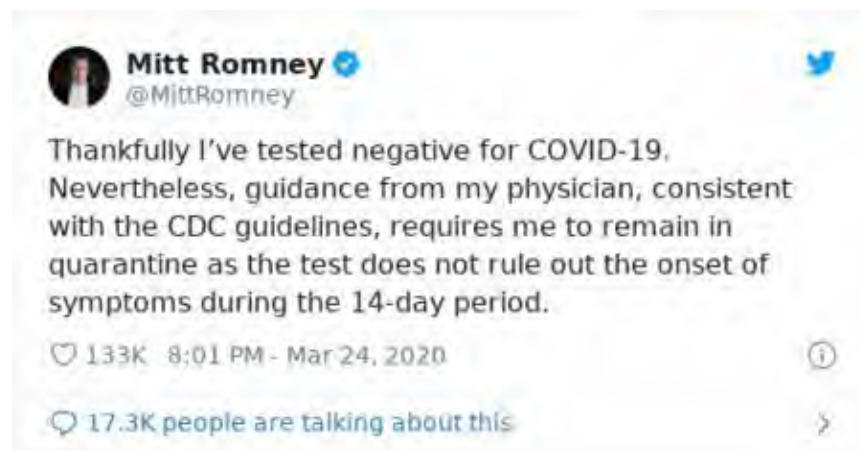 Mitt Romney
@MittRomney
Thankfully I've tested negative for COVID-19.
Nevertheless, guidance from my physician, consistent
with the CDC guidelines, requires me to remain in
quarantine as the test does not rule out the onset of
symptoms during the 14-day period.
133K 8:01 PM - Mar 24, 2020
17.3K people are talking about this